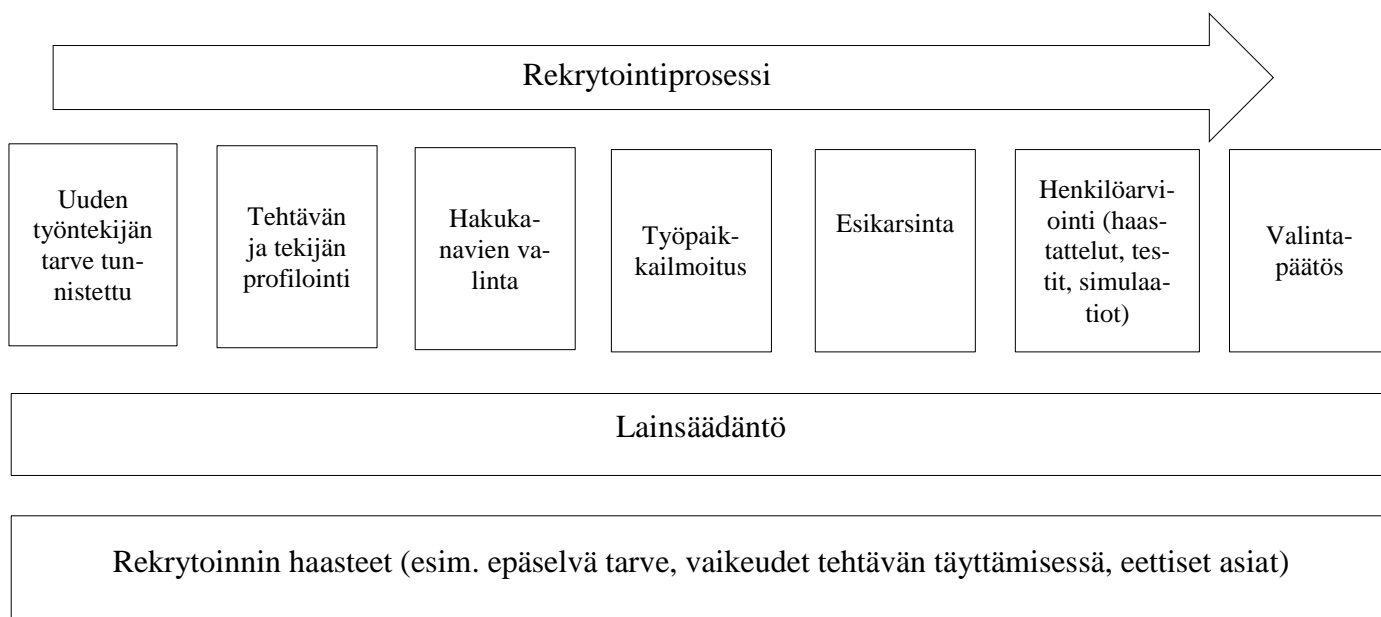 Rekrytointiprosessi
Uuden
työntekijän
tarve tun-
nistettu
Tehtävän
ja tekijän
profilointi
Hakuka-
navien va-
linta
Työpaik-
kailmoitus
Esikarsinta
Henkilöarvi-
ointi (haas-
tattelut, tes-
tit, simulaa-
tiot)
Valinta-
päätös
Lainsäädäntö
Rekrytoinnin haasteet (esim. epäselvä tarve, vaikeudet tehtävän täyttämisessä, eettiset asiat)